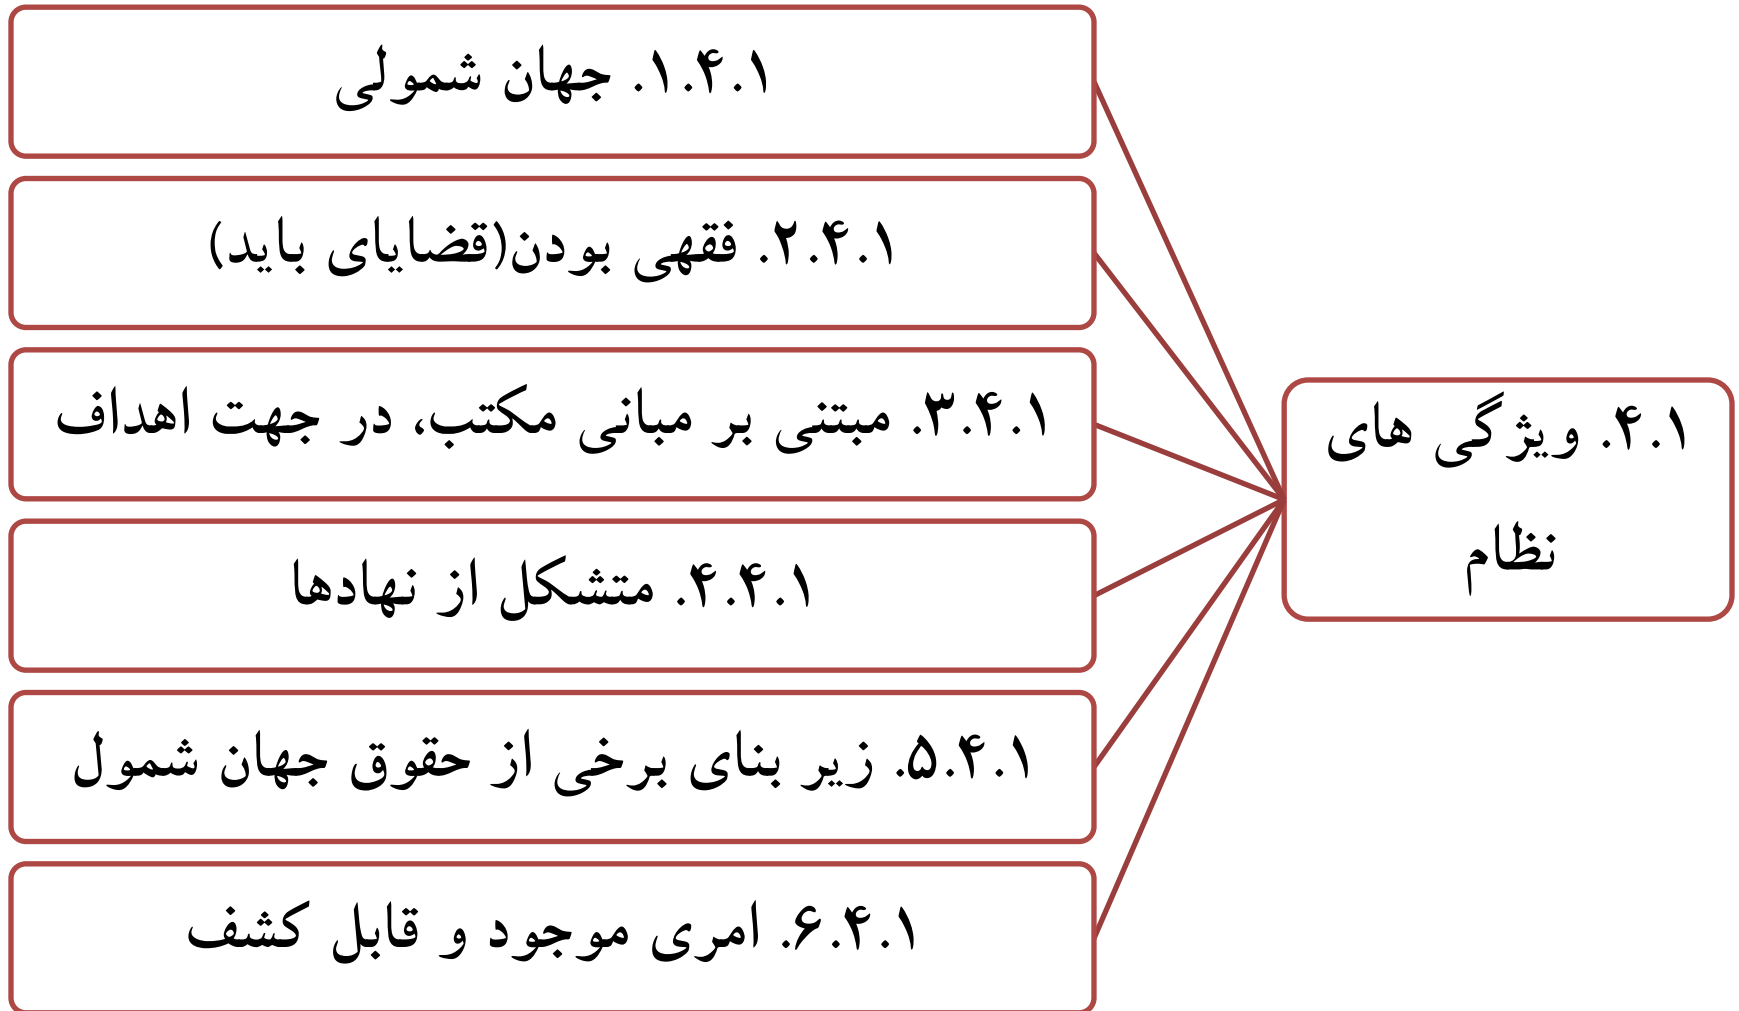 ۴.۱. ویژگی های
نظام
۱.۴.۱. جهان شمولی
۲.۴.۱. فقهی بودن(قضایای باید)
۳.۴.۱. مبتنی بر مبانی مکتب، در جهت اهداف
۴.۴.۱. متشکل از نهادها
۵.۴.۱. زیر بنای برخی از حقوق جهان شمول
۶.۴.۱. امری موجود و قابل کشف